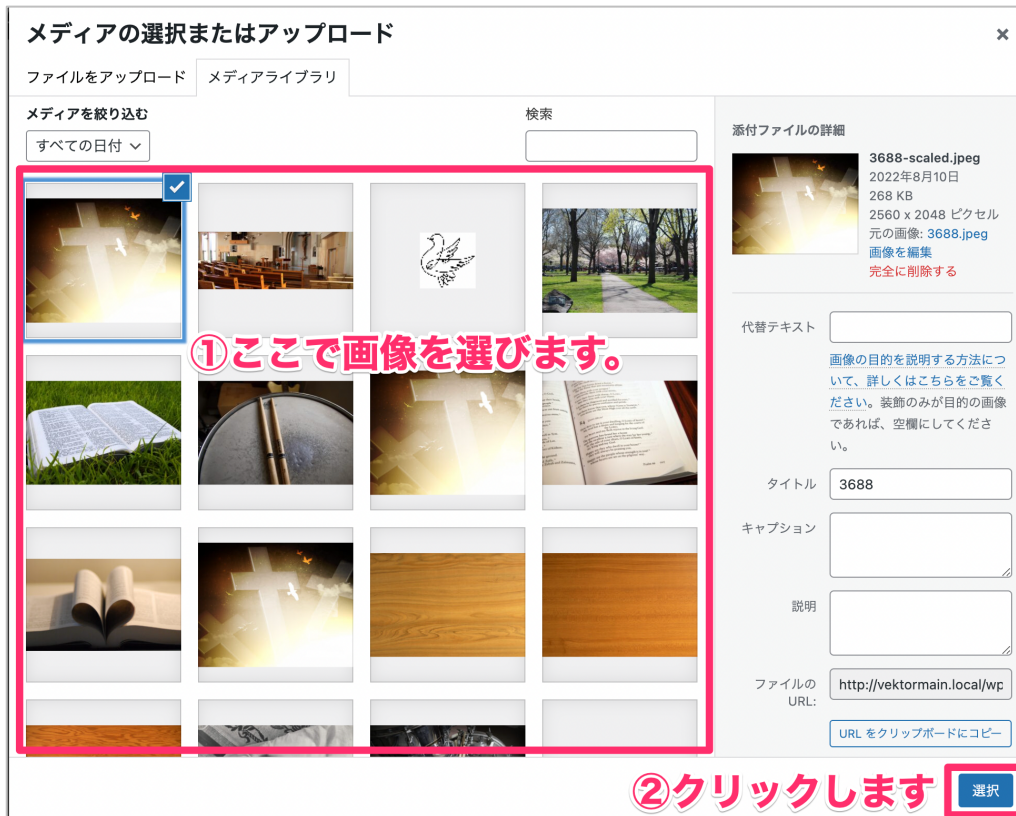 メディアの選択またはアップロード
×
ファイルをアップロード
メディアライブラリ
メディアを絞り込む
すべての日付
検索
①ここで画像を選びます。
添付ファイルの詳細
3688-scaled.jpeg
2022年8月10日
268 KB
2560 x 2048 ピクセル
元の画像: 3688.jpeg
画像を編集
完全に削除する
代替テキスト
画像の目的を説明する方法につ
いて、詳しくはこちらをご覧く
ださい。装飾のみが目的の画像
であれば、空欄にしてくださ
い。
タイトル
3688
キャプション
説明
ファイルの
URL:
http://vektormain.local/wp
URL をクリップボードにコピー
②クリックします
選択